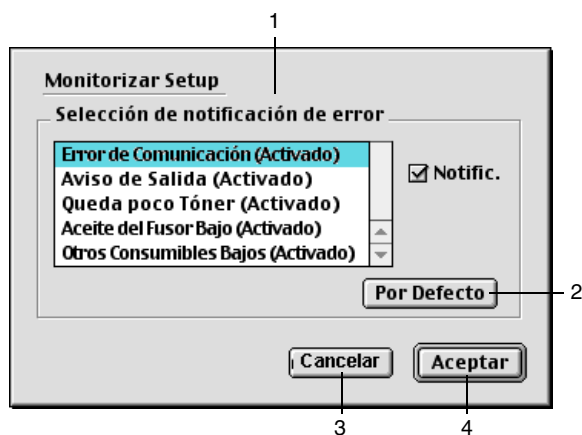 1
Monitorizar Setup
Selección de notificación de error
Error de Comunicación (Activado)
Aviso de Salida (Activado)
Queda poco Tóner (Activado)
Aceite del Fusor Bajo (Activado)
Otros Consumibles Bajos (Activado)
Notific.
Por Defecto
2
Cancelar
Aceptar
3
4